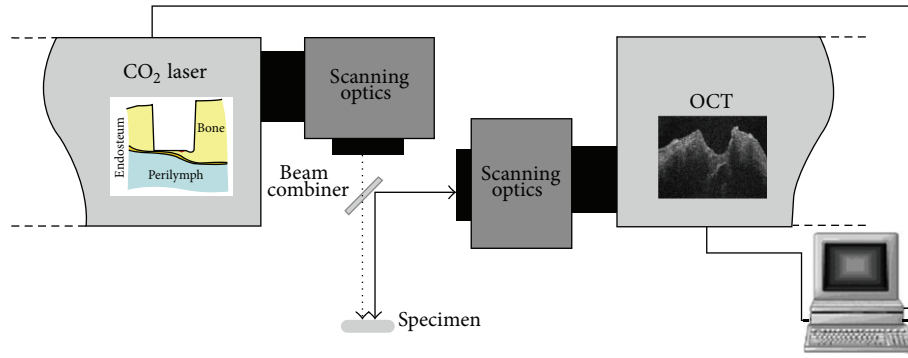 CO₂ laser
Endosteum
Bone
Perilymph
Scanning
optics
Beam
combiner
Scanning
optics
OCT
Specimen